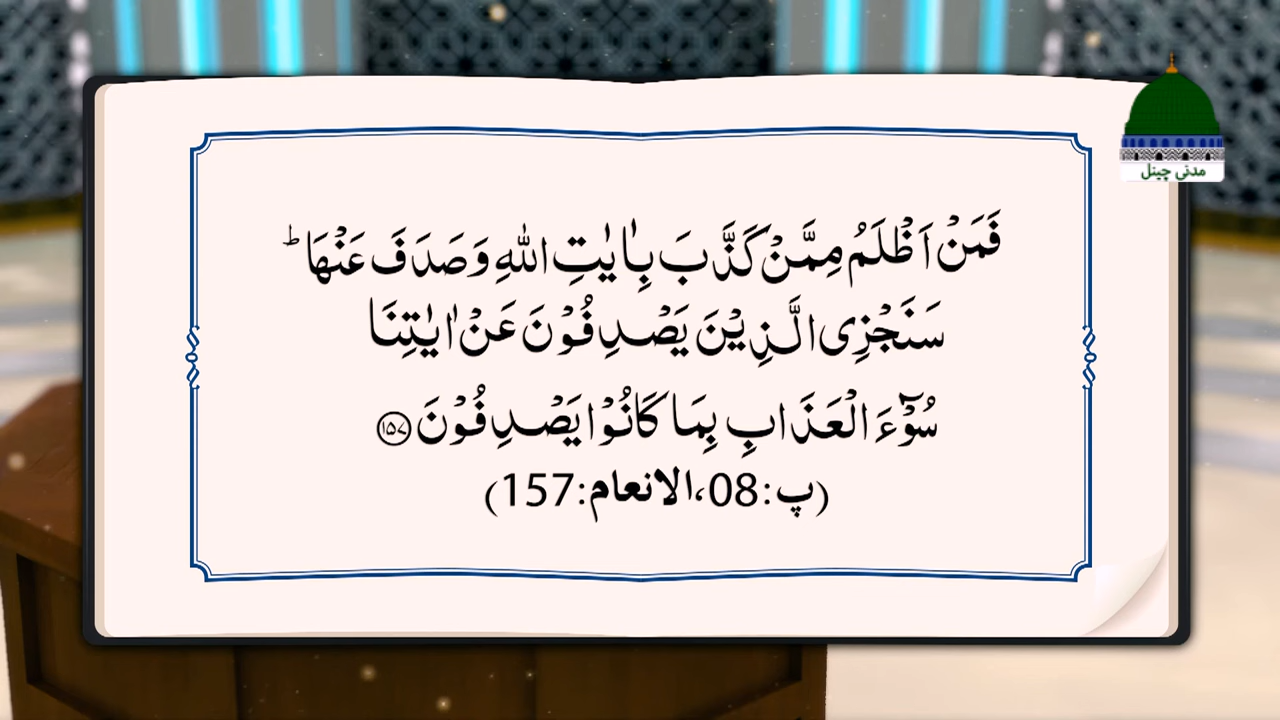 مدنی چینل
فَمَنْ اَظْلَمُ مِمَّنْ كَذَّبَ بِاٰیٰتِ اللّٰهِ وَ صَدَفَ عَنْهَاؕ
سَنَجْزِی الَّذِیْنَ یَصْدِفُوْنَ عَنْ اٰیٰتِنَا
سُوْٓءَ الْعَذَابِ بِمَا كَانُوْا یَصْدِفُوْنَ ﴿۱۵۷﴾
(پ:08،الانعام:157)